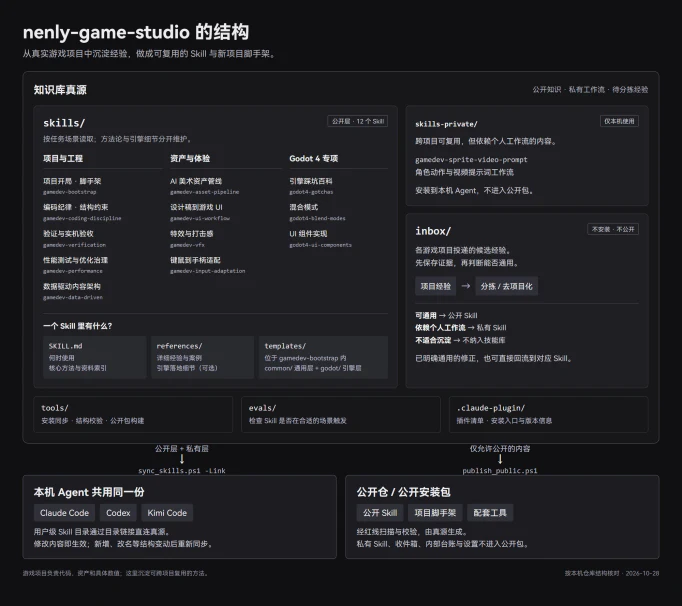 nenly-game-studio 的结构
从真实游戏项目中沉淀经验，做成可复用的 Skill 与新项目脚手架。
知识库真源
公开知识 · 私有工作流 · 待分拣经验
skills/
公开层 · 12 个 Skill
按任务场景读取；方法论与引擎细节分开维护。
项目与工程
项目开局 · 脚手架
gamedev-bootstrap
编码纪律 · 结构约束
gamedev-coding-discipline
验证与实机验收
gamedev-verification
性能测试与优化治理
gamedev-performance
数据驱动内容架构
gamedev-data-driven
资产与体验
AI 美术资产管线
gamedev-asset-pipeline
设计稿到游戏 UI
gamedev-ui-workflow
特效与打击感
gamedev-vfx
键鼠到手柄适配
gamedev-input-adaptation
Godot 4 专项
引擎踩坑百科
godot4-gotchas
混合模式
godot4-blend-modes
UI 组件实现
godot4-ui-components
一个 Skill 里有什么？
SKILL.md
何时使用
核心方法与资料索引
references/
详细经验与案例
引擎落地细节（可选）
templates/
位于 gamedev-bootstrap 内
common/ 通用层 + godot/ 引擎层
skills-private/
仅本机使用
跨项目可复用，但依赖个人工作流的内容。
gamedev-sprite-video-prompt
角色动作与视频提示词工作流
安装到本机 Agent，不进入公开包。
inbox/
不安装 · 不公开
各游戏项目投递的候选经验。
先保存证据，再判断能否通用。
项目经验 → 分拣 / 去项目化
可通用 → 公开 Skill
依赖个人工作流 → 私有 Skill
不适合沉淀 → 不纳入技能库
已明确通用的修正，也可直接回流到对应 Skill。
tools/
安装同步 · 结构校验 · 公开包构建
evals/
检查 Skill 是否在合适的场景触发
.claude-plugin/
插件清单 · 安装入口与版本信息
公开层 + 私有层
sync_skills.ps1 -Link
仅允许公开的内容
publish_public.ps1
本机 Agent 共用同一份
Claude Code
Codex
Kimi Code
用户级 Skill 目录通过目录链接直连真源。
修改内容即生效；新增、改名等结构变动后重新同步。
公开仓 / 公开安装包
公开 Skill
项目脚手架
配套工具
经红线扫描与校验，由真源生成。
私有 Skill、收件箱、内部台账与设置不进入公开包。
游戏项目负责代码、资产和具体数值；这里沉淀可跨项目复用的方法。
按本机仓库结构核对 · 2026-10-28